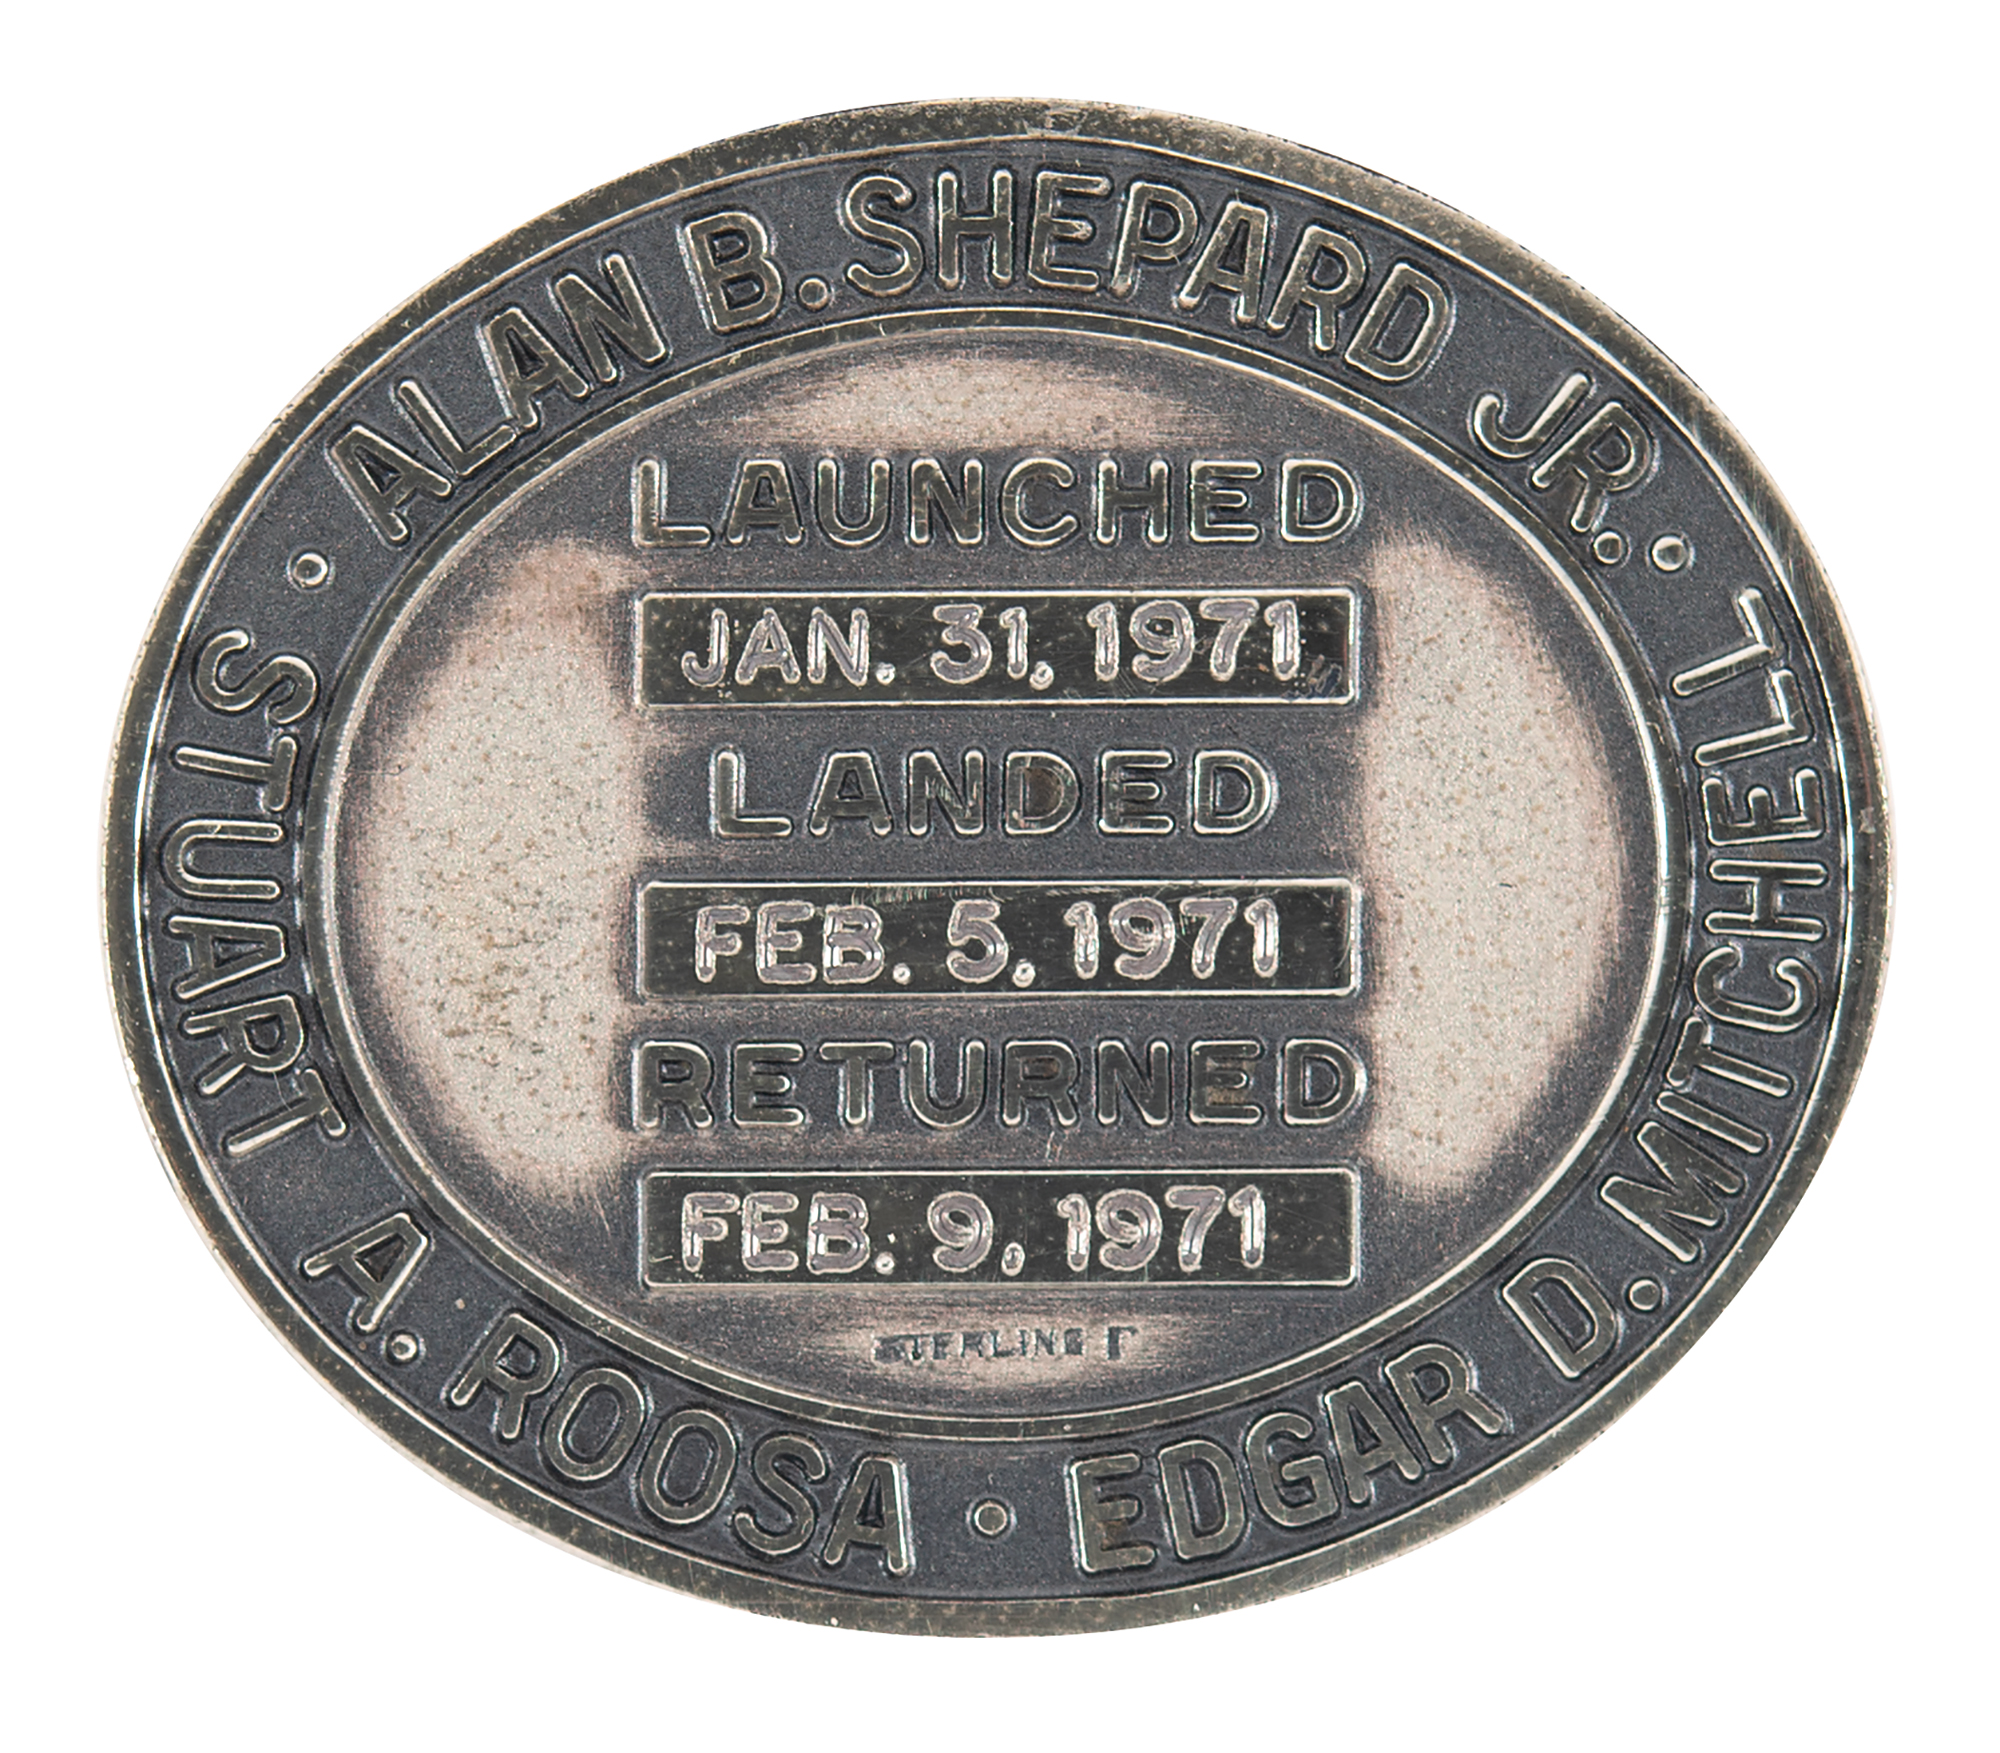 ALAN B. SHEPARD JR. · EDGAR D. MITCHELL · STUART A. ROOSA ·
LAUNCHED
JAN. 31, 1971
LANDED
FEB. 5, 1971
RETURNED
FEB. 9, 1971
STERLING